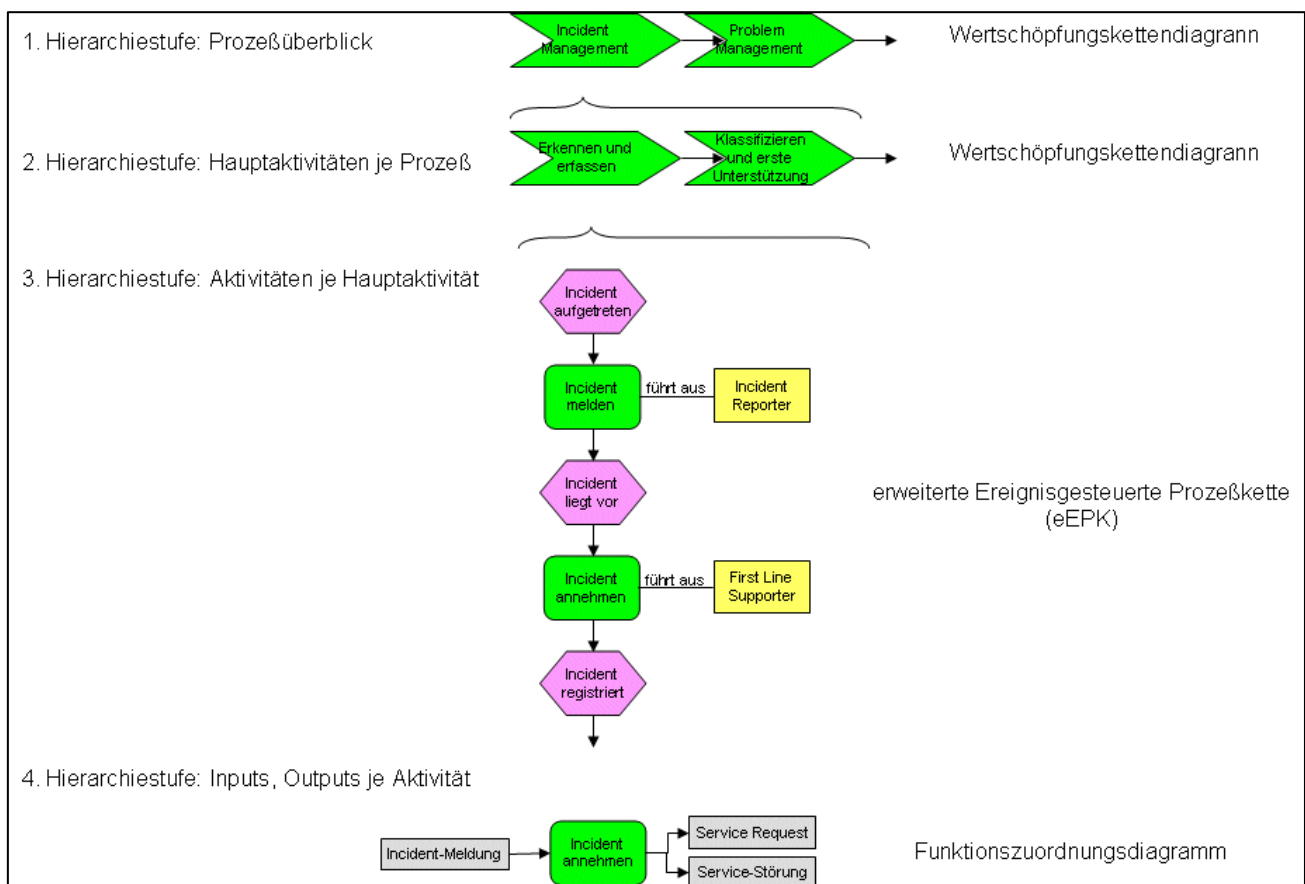 1. Hierarchiestufe: Prozeßüberblick
Incident
Management
Problem
Management
Wertschöpfungskettendiagrann
2. Hierarchiestufe: Hauptaktivitäten je Prozeß
Erkennen und
erfassen
Klassifizieren
und erste
Unterstützung
Wertschöpfungskettendiagrann
3. Hierarchiestufe: Aktivitäten je Hauptaktivität
Incident
aufgetreten
Incident
melden
führt aus
Incident
Reporter
Incident
liegt vor
erweiterte Ereignisgesteuerte Prozeßkette
(eEPK)
Incident
annehmen
führt aus
First Line
Supporter
Incident
registriert
4. Hierarchiestufe: Inputs, Outputs je Aktivität
Incident-Meldung
Incident
annehmen
Service Request
Service-Störung
Funktionszuordnungsdiagramm